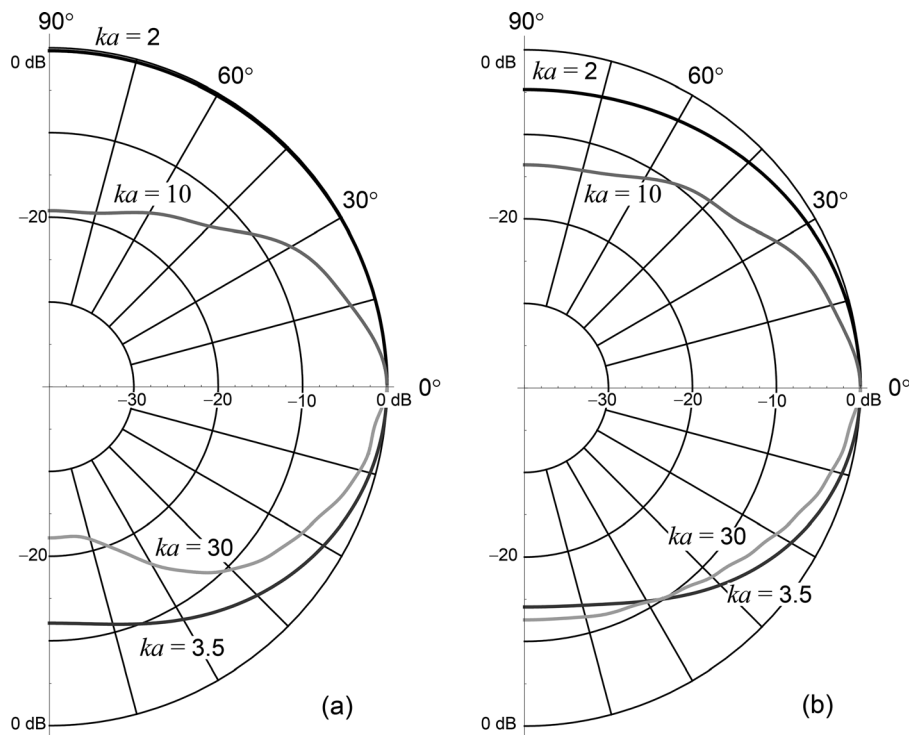 90°
ka = 2
0 dB
60°
ka = 10
30°
−20
0°
−30
−20
−10
0 dB
ka = 30
−20
ka = 3.5
(a)
0 dB
90°
0 dB
ka = 2
60°
ka = 10
30°
−20
0°
−30
−20
−10
0 dB
ka = 30
−20
ka = 3.5
(b)
0 dB